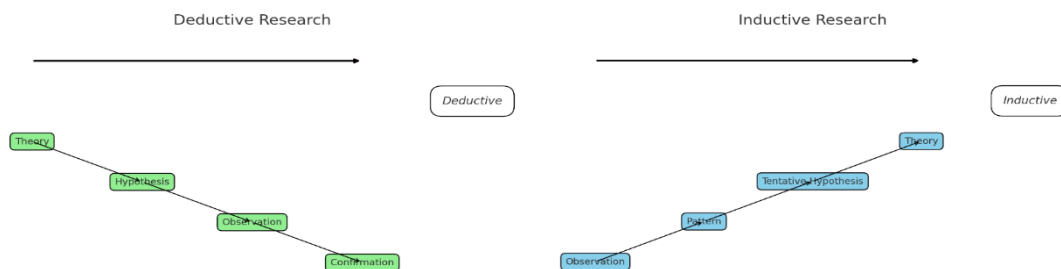 Deductive Research
Deductive
Theory
Hypothesis
Observation
Confirmation
Inductive Research
Inductive
Theory
Tentative Hypothesis
Pattern
Observation